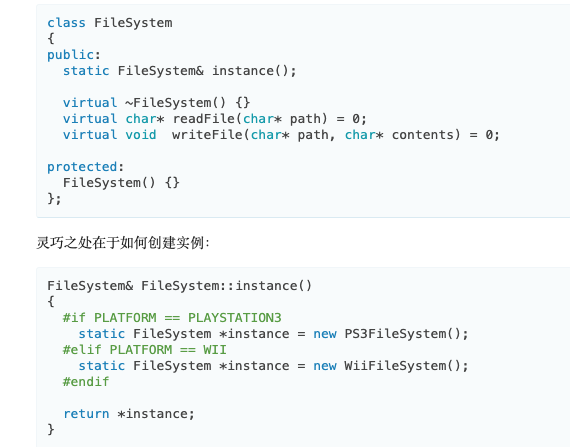 class FileSystem
{
public:
  static FileSystem& instance();

  virtual ~FileSystem() {}
  virtual char* readFile(char* path) = 0;
  virtual void  writeFile(char* path, char* contents) = 0;

protected:
  FileSystem() {}
};

灵巧之处在于如何创建实例：

FileSystem& FileSystem::instance()
{
  #if PLATFORM == PLAYSTATION3
    static FileSystem *instance = new PS3FileSystem();
  #elif PLATFORM == WII
    static FileSystem *instance = new WiiFileSystem();
  #endif

  return *instance;
}